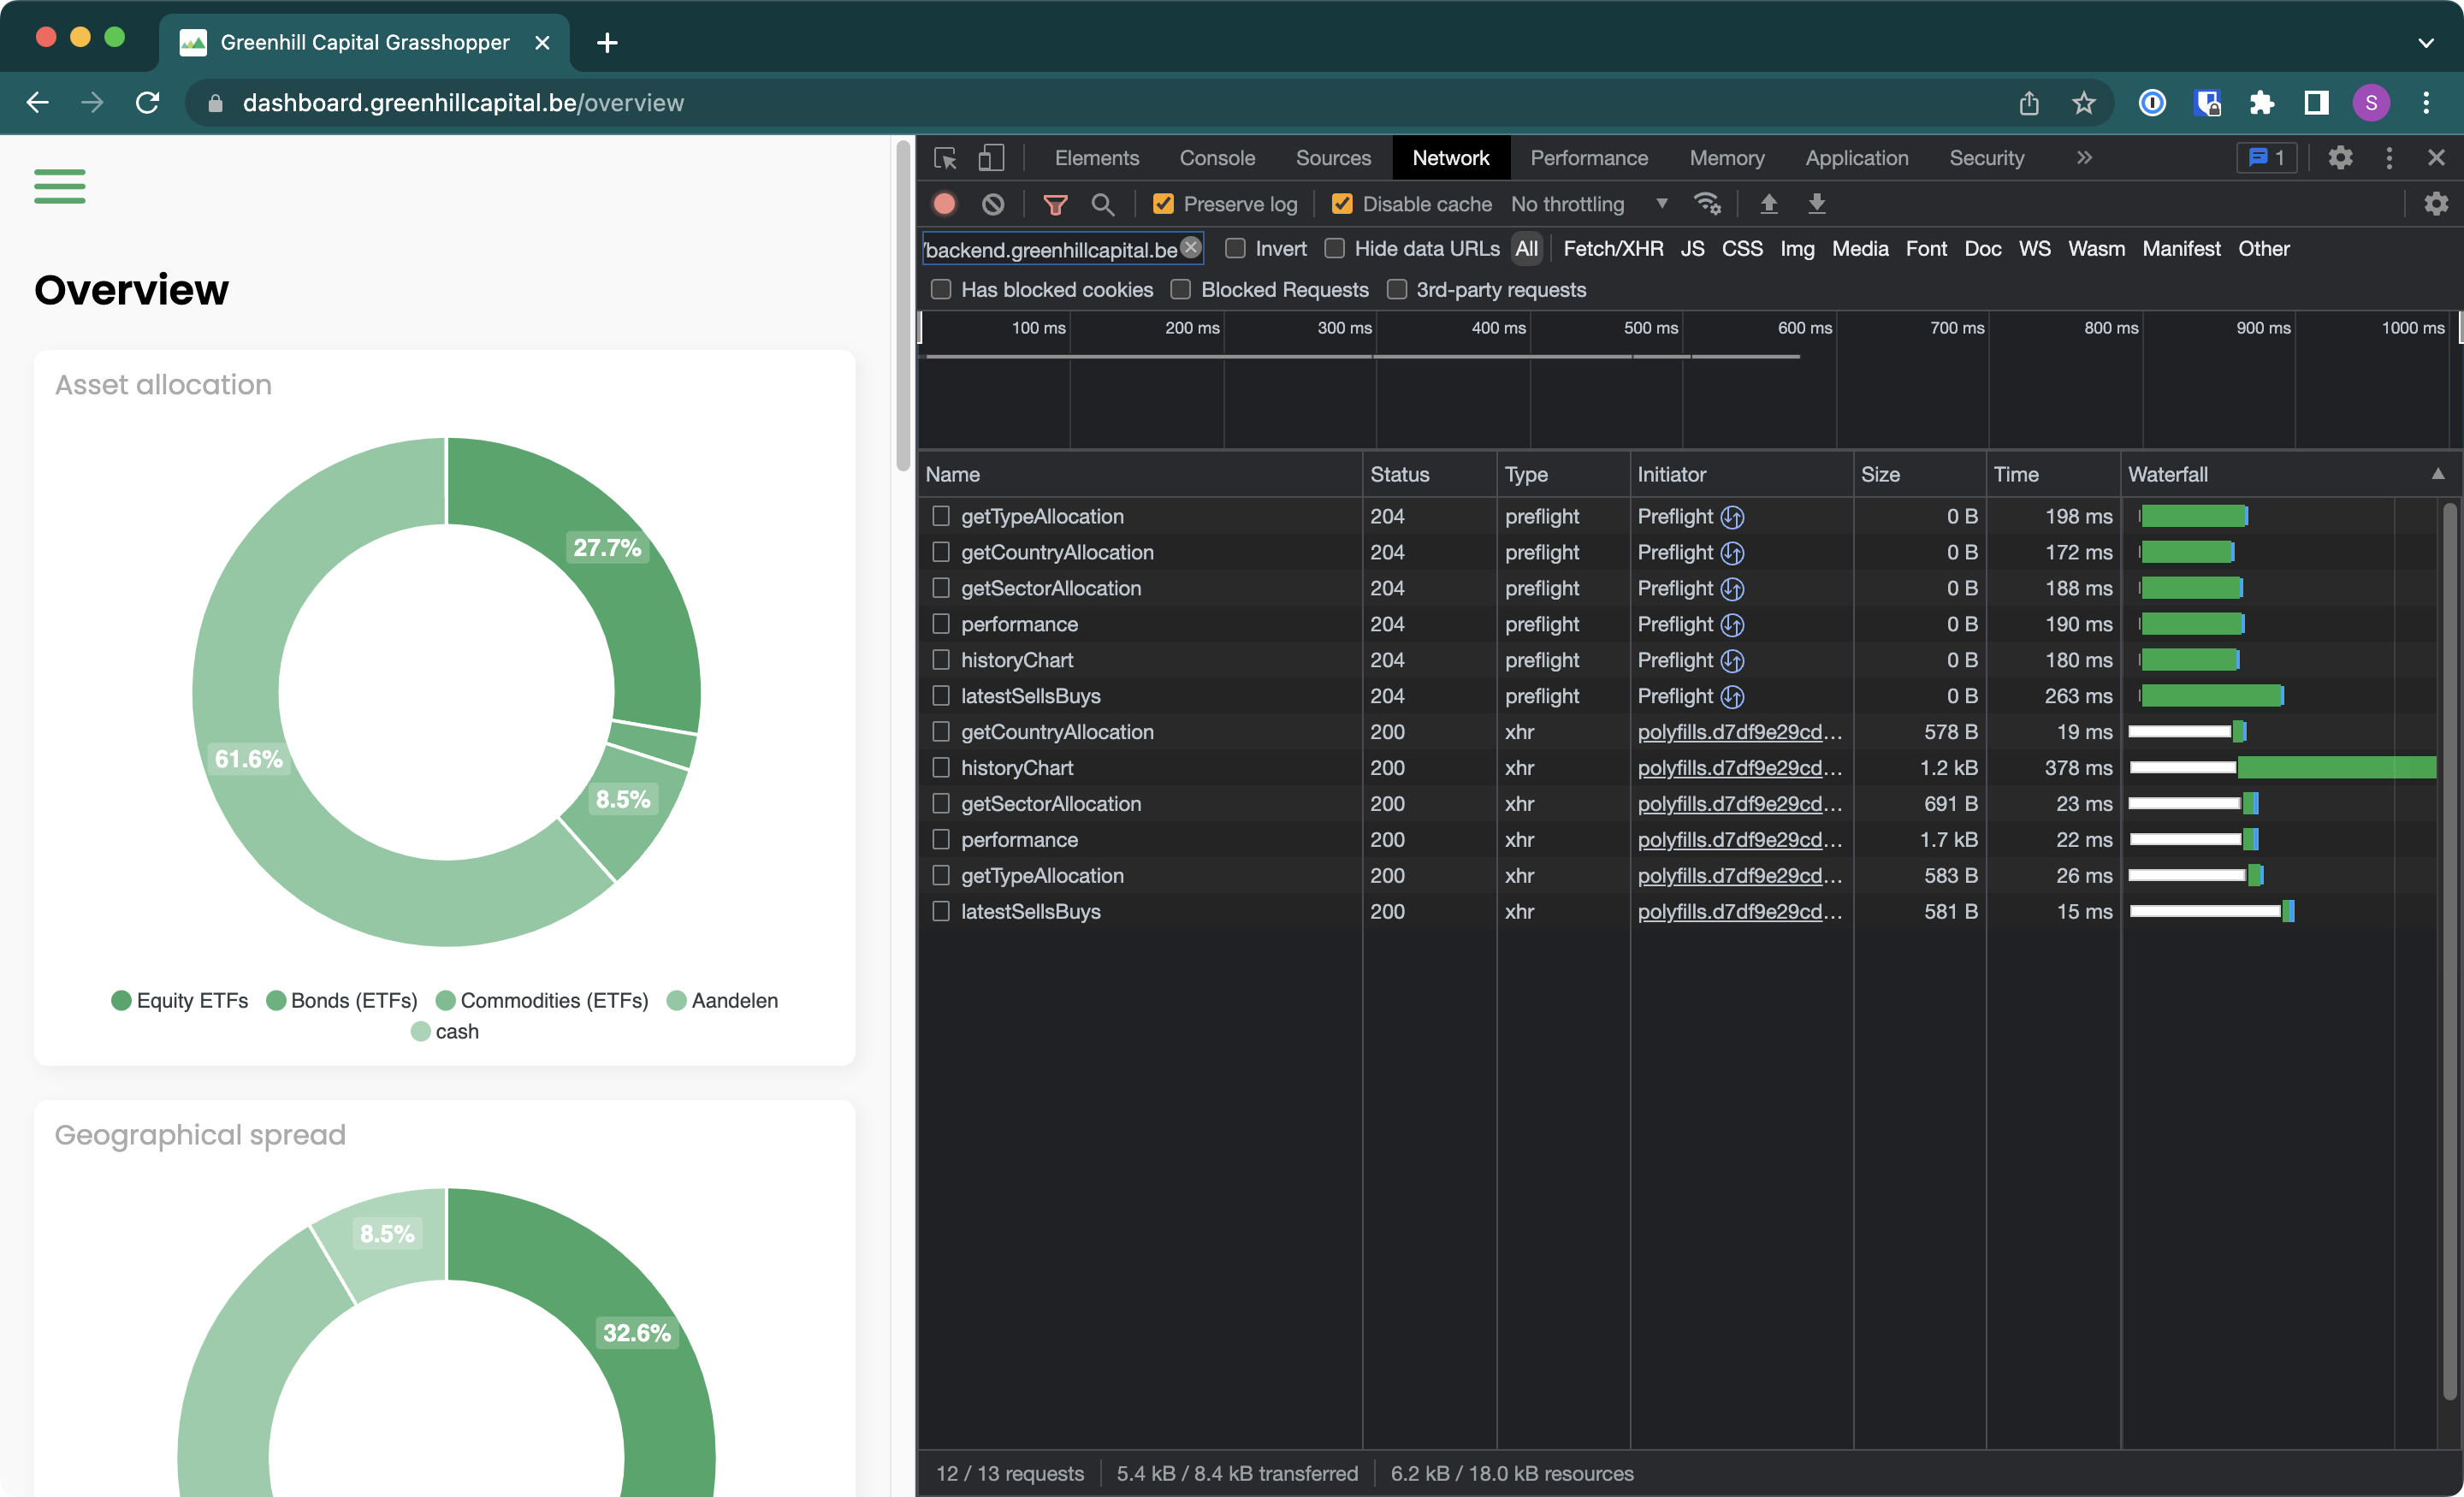 Greenhill Capital Grasshopper
dashboard.greenhillcapital.be/overview
S
Overview
Asset allocation
27.7%
61.6%
8.5%
Equity ETFs Bonds (ETFs) Commodities (ETFs) Aandelen
cash
Geographical spread
8.5%
32.6%
Elements Console Sources Network Performance Memory Application Security 1
Preserve log Disable cache No throttling
/backend.greenhillcapital.be Invert Hide data URLs All Fetch/XHR JS CSS Img Media Font Doc WS Wasm Manifest Other
Has blocked cookies Blocked Requests 3rd-party requests
100 ms 200 ms 300 ms 400 ms 500 ms 600 ms 700 ms 800 ms 900 ms 1000 ms
Name Status Type Initiator Size Time Waterfall
getTypeAllocation 204 preflight Preflight 0 B 198 ms
getCountryAllocation 204 preflight Preflight 0 B 172 ms
getSectorAllocation 204 preflight Preflight 0 B 188 ms
performance 204 preflight Preflight 0 B 190 ms
historyChart 204 preflight Preflight 0 B 180 ms
latestSellsBuys 204 preflight Preflight 0 B 263 ms
getCountryAllocation 200 xhr polyfills.d7df9e29cd… 578 B 19 ms
historyChart 200 xhr polyfills.d7df9e29cd… 1.2 kB 378 ms
getSectorAllocation 200 xhr polyfills.d7df9e29cd… 691 B 23 ms
performance 200 xhr polyfills.d7df9e29cd… 1.7 kB 22 ms
getTypeAllocation 200 xhr polyfills.d7df9e29cd… 583 B 26 ms
latestSellsBuys 200 xhr polyfills.d7df9e29cd… 581 B 15 ms
12 / 13 requests 5.4 kB / 8.4 kB transferred 6.2 kB / 18.0 kB resources